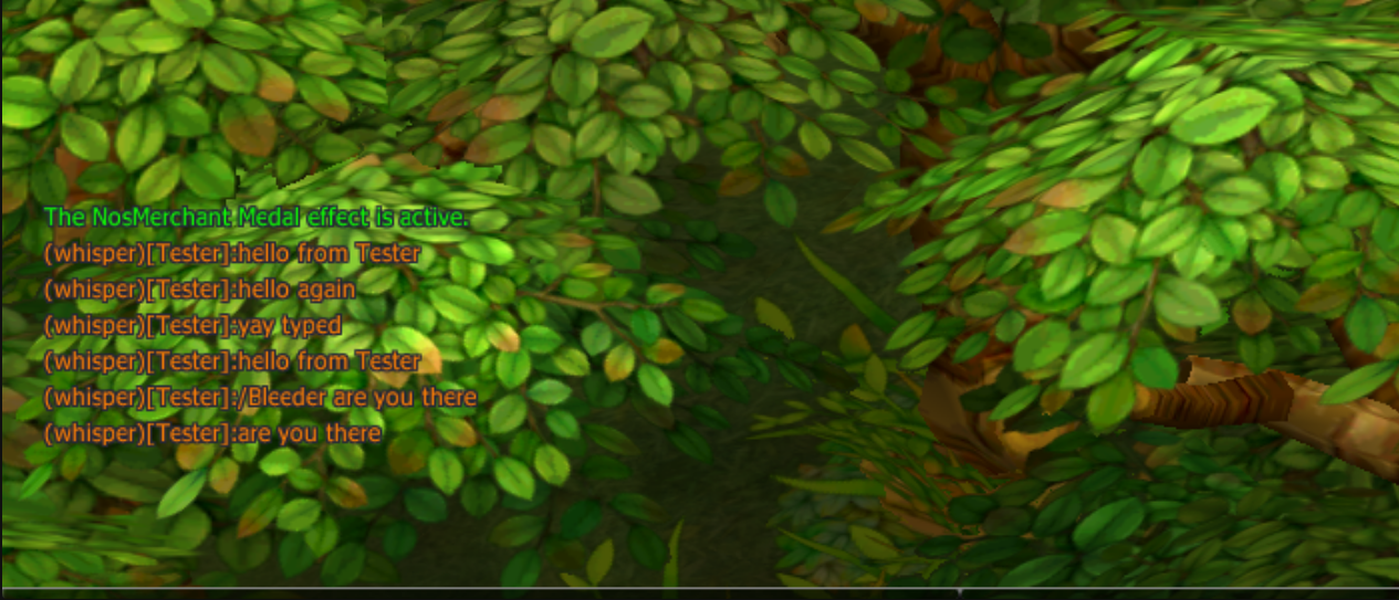 The NosMerchant Medal effect is active.
(whisper)[Tester]:hello from Tester
(whisper)[Tester]:hello again
(whisper)[Tester]:yay typed
(whisper)[Tester]:hello from Tester
(whisper)[Tester]:/Bleeder are you there
(whisper)[Tester]:are you there